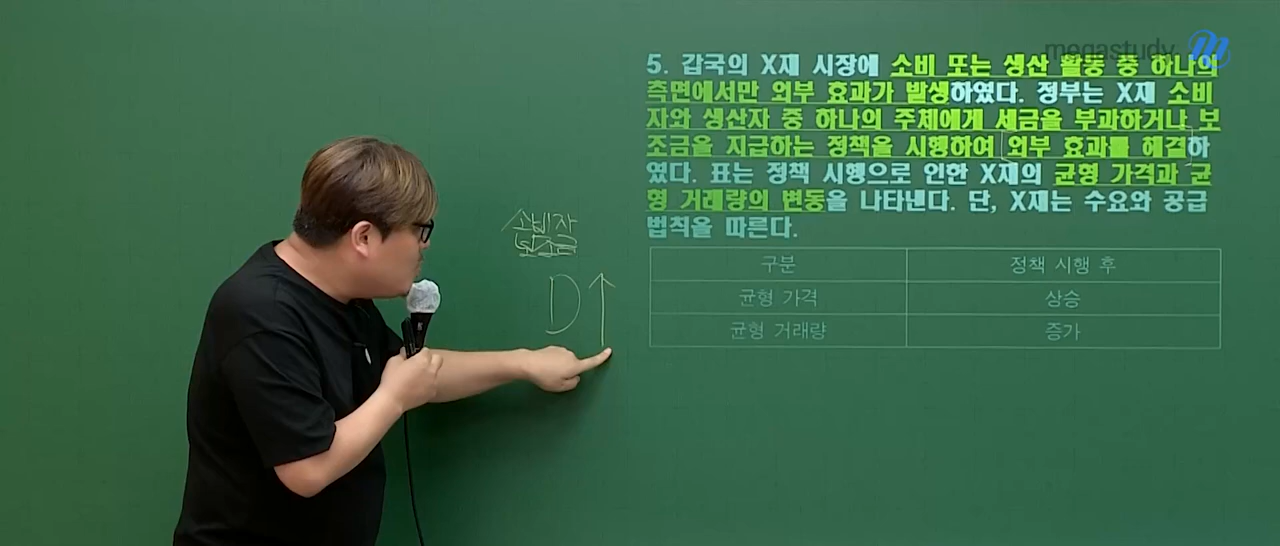 megastudy
5. 갑국의 X재 시장에 소비 또는 생산 활동 중 하나의
측면에서만 외부 효과가 발생하였다. 정부는 X재 소비
자와 생산자 중 하나의 주체에게 세금을 부과하거나 보
조금을 지급하는 정책을 시행하여 외부 효과를 해결하
였다. 표는 정책 시행으로 인한 X재의 균형 가격과 균
형 거래량의 변동을 나타낸다. 단, X재는 수요와 공급
법칙을 따른다.
구분 정책 시행 후
균형 가격 상승
균형 거래량 증가
소비자
보조금
D↑